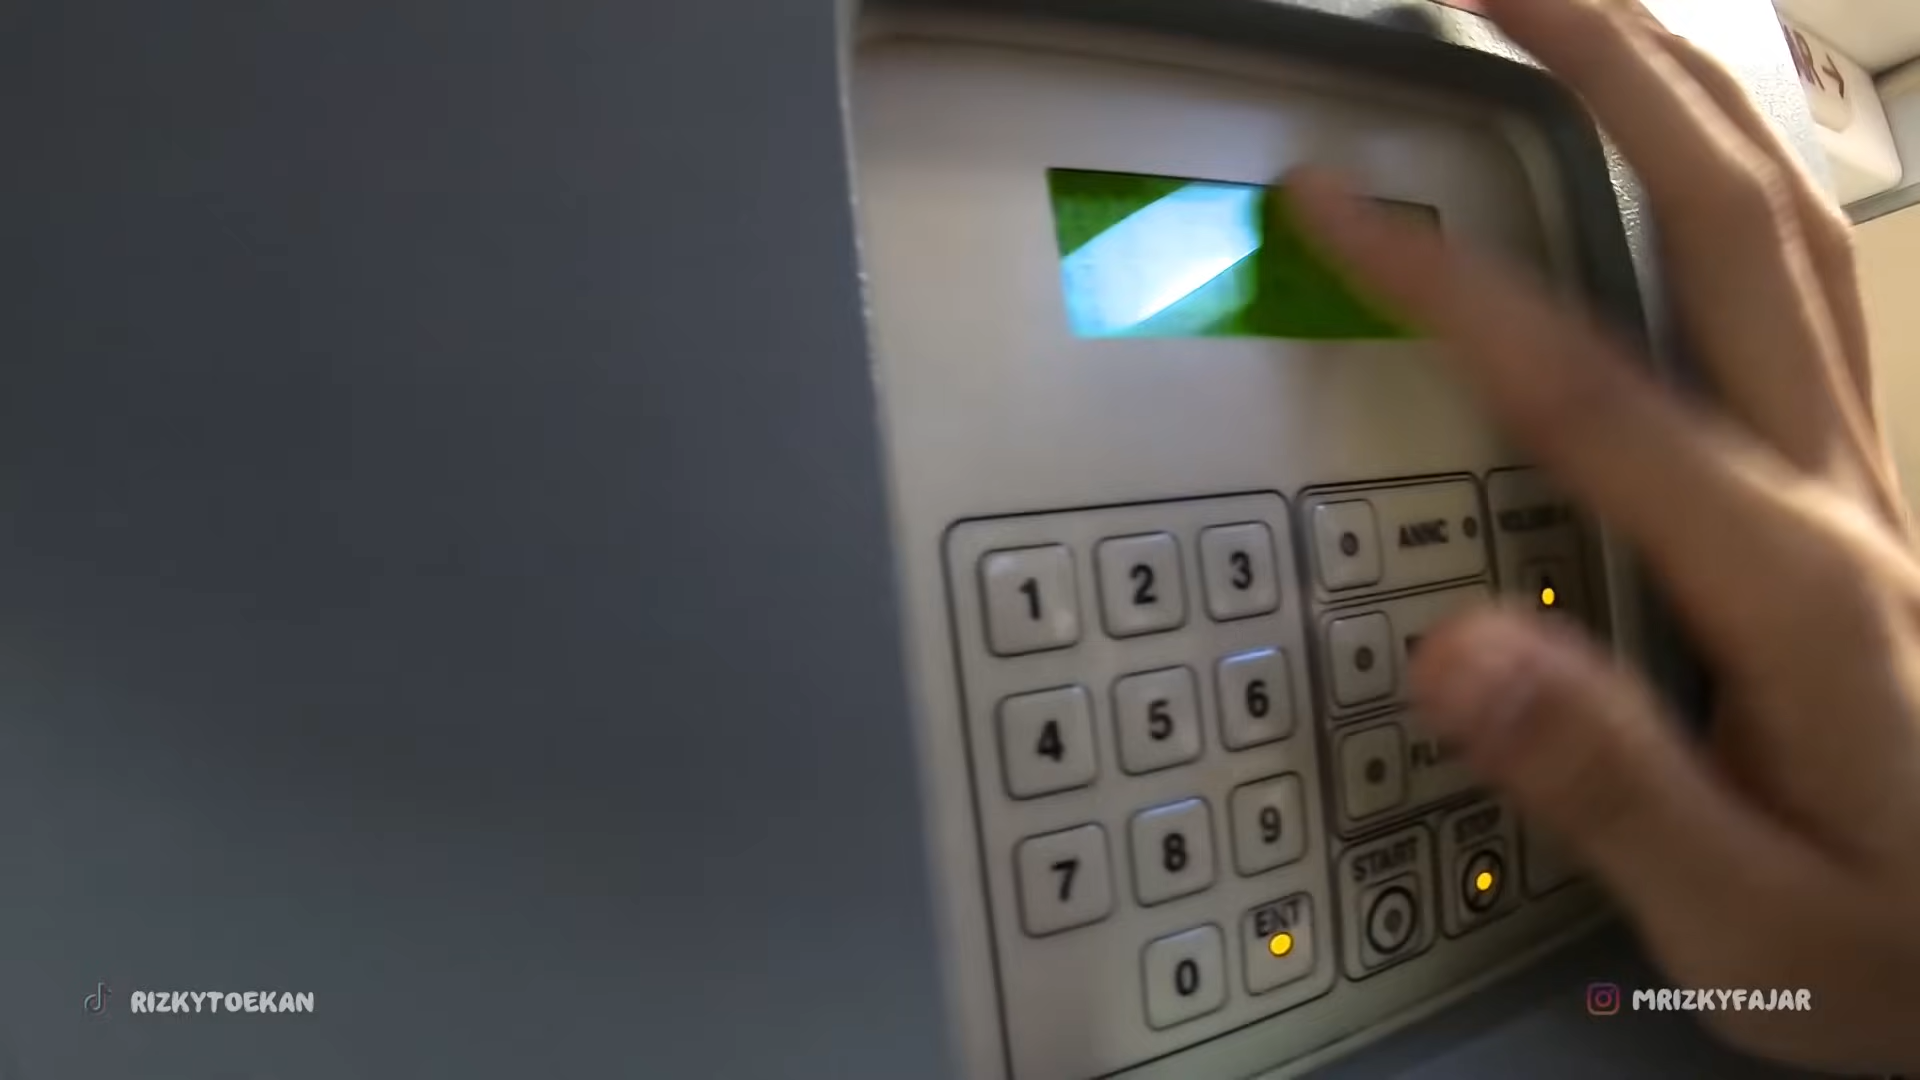 R→
1 2 3
ANNC
4 5 6
7 8 9
START STOP
0 ENT
RIZKYTOEKAN
MRIZKYFAJAR